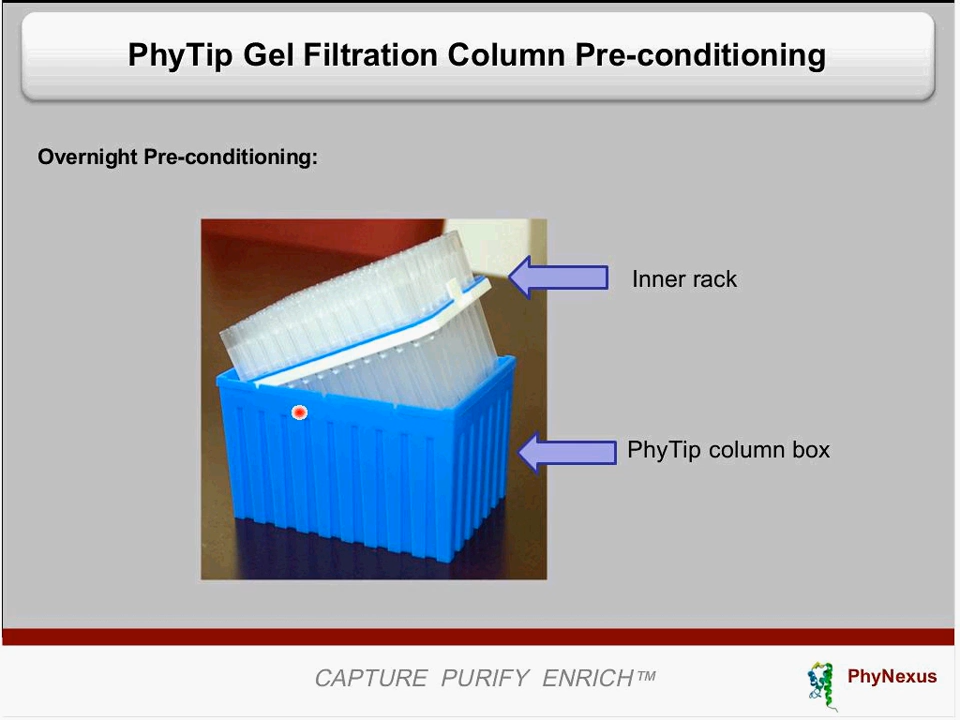 PhyTip Gel Filtration Column Pre-conditioning
Overnight Pre-conditioning:
Inner rack
PhyTip column box
CAPTURE PURIFY ENRICH™
PhyNexus